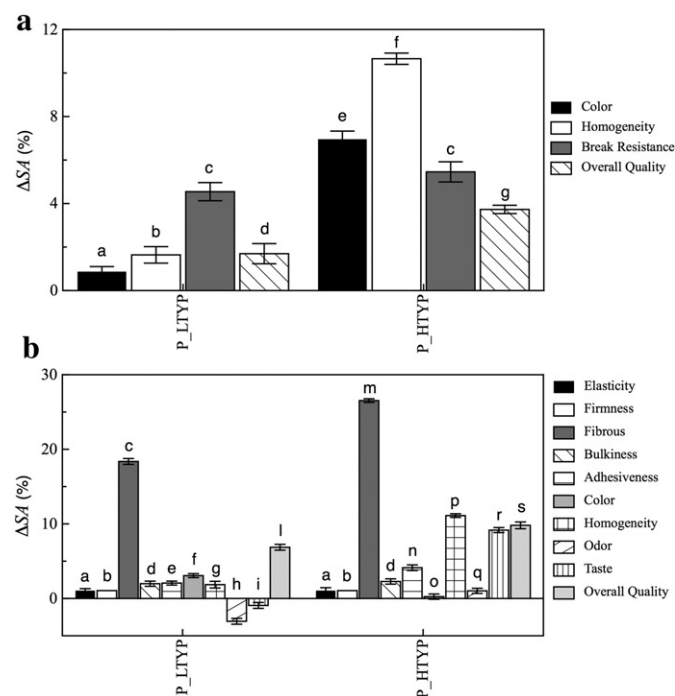 a
12
8
4
0
ΔSA (%)
a b c d e f c g
P_LTYP P_HTYP
Color
Homogeneity
Break Resistance
Overall Quality
b
30
20
10
0
ΔSA (%)
a b c d e f g h i l a b m d n o p q r s
P_LTYP P_HTYP
Elasticity
Firmness
Fibrous
Bulkiness
Adhesiveness
Color
Homogeneity
Odor
Taste
Overall Quality